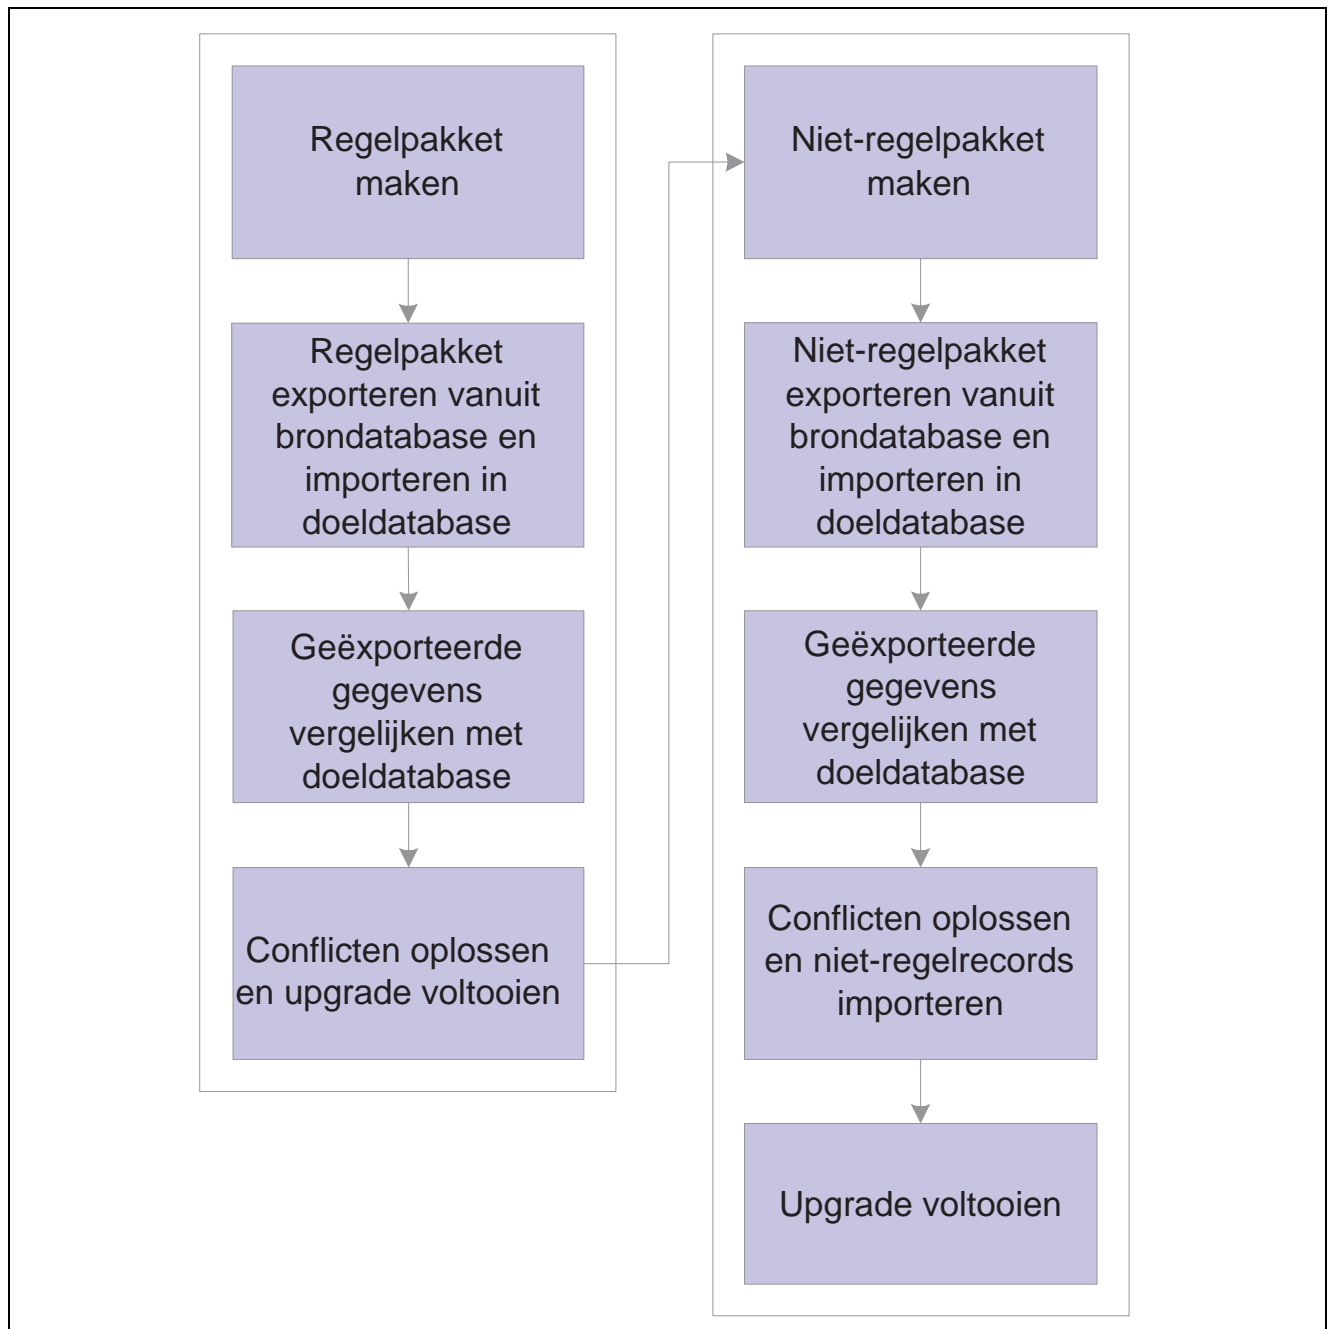 Regelpakket
maken
Regelpakket
exporteren vanuit
brondatabase en
importeren in
doeldatabase
Geëxporteerde
gegevens
vergelijken met
doeldatabase
Conflicten oplossen
en upgrade voltooien
Niet-regelpakket
maken
Niet-regelpakket
exporteren vanuit
brondatabase en
importeren in
doeldatabase
Geëxporteerde
gegevens
vergelijken met
doeldatabase
Conflicten oplossen
en niet-regelrecords
importeren
Upgrade voltooien